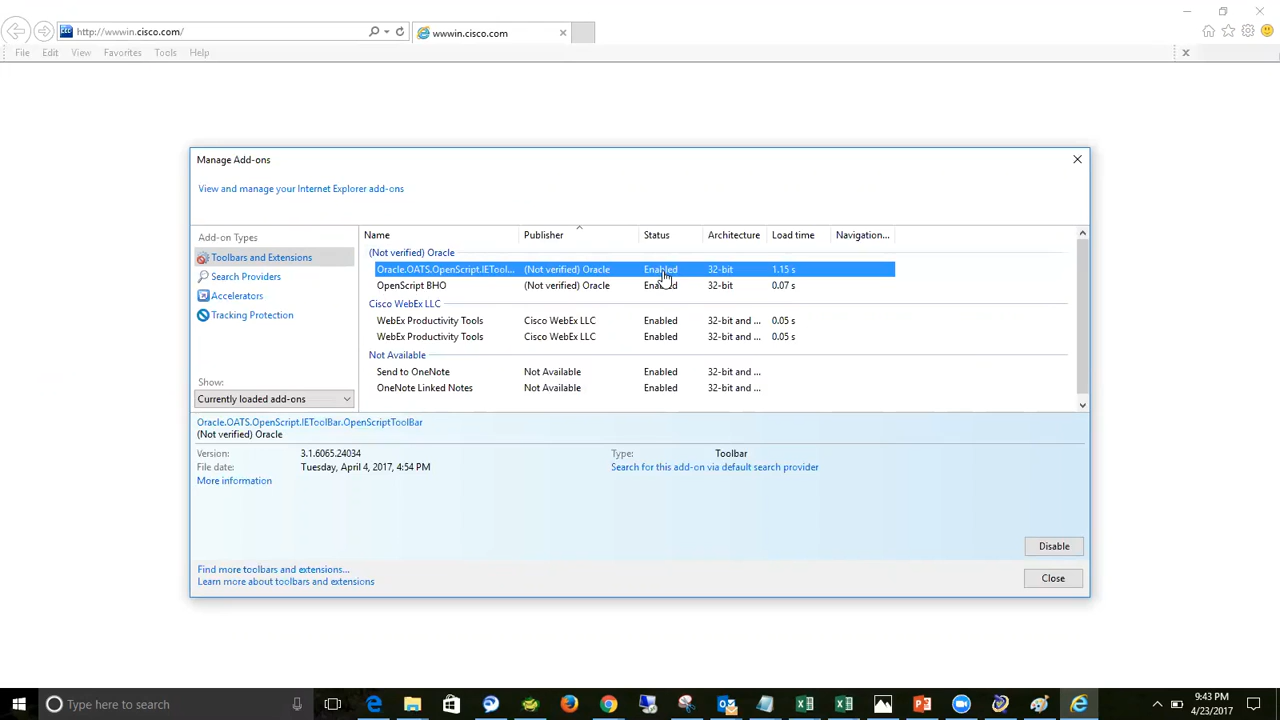 http://wwwin.cisco.com/
wwwin.cisco.com
File Edit View Favorites Tools Help
Manage Add-ons
View and manage your Internet Explorer add-ons
Add-on Types
Toolbars and Extensions
Search Providers
Accelerators
Tracking Protection
Show:
Currently loaded add-ons
Name Publisher Status Architecture Load time Navigation...
(Not verified) Oracle
Oracle.OATS.OpenScript.IETool... (Not verified) Oracle Enabled 32-bit 1.15 s
OpenScript BHO (Not verified) Oracle Enabled 32-bit 0.07 s
Cisco WebEx LLC
WebEx Productivity Tools Cisco WebEx LLC Enabled 32-bit and ... 0.05 s
WebEx Productivity Tools Cisco WebEx LLC Enabled 32-bit and ... 0.05 s
Not Available
Send to OneNote Not Available Enabled 32-bit and ...
OneNote Linked Notes Not Available Enabled 32-bit and ...
Oracle.OATS.OpenScript.IEToolBar.OpenScriptToolBar
(Not verified) Oracle
Version: 3.1.6065.24034
File date: Tuesday, April 4, 2017, 4:54 PM
More information
Type: Toolbar
Search for this add-on via default search provider
Disable
Find more toolbars and extensions...
Learn more about toolbars and extensions
Close
Type here to search
9:43 PM
4/23/2017